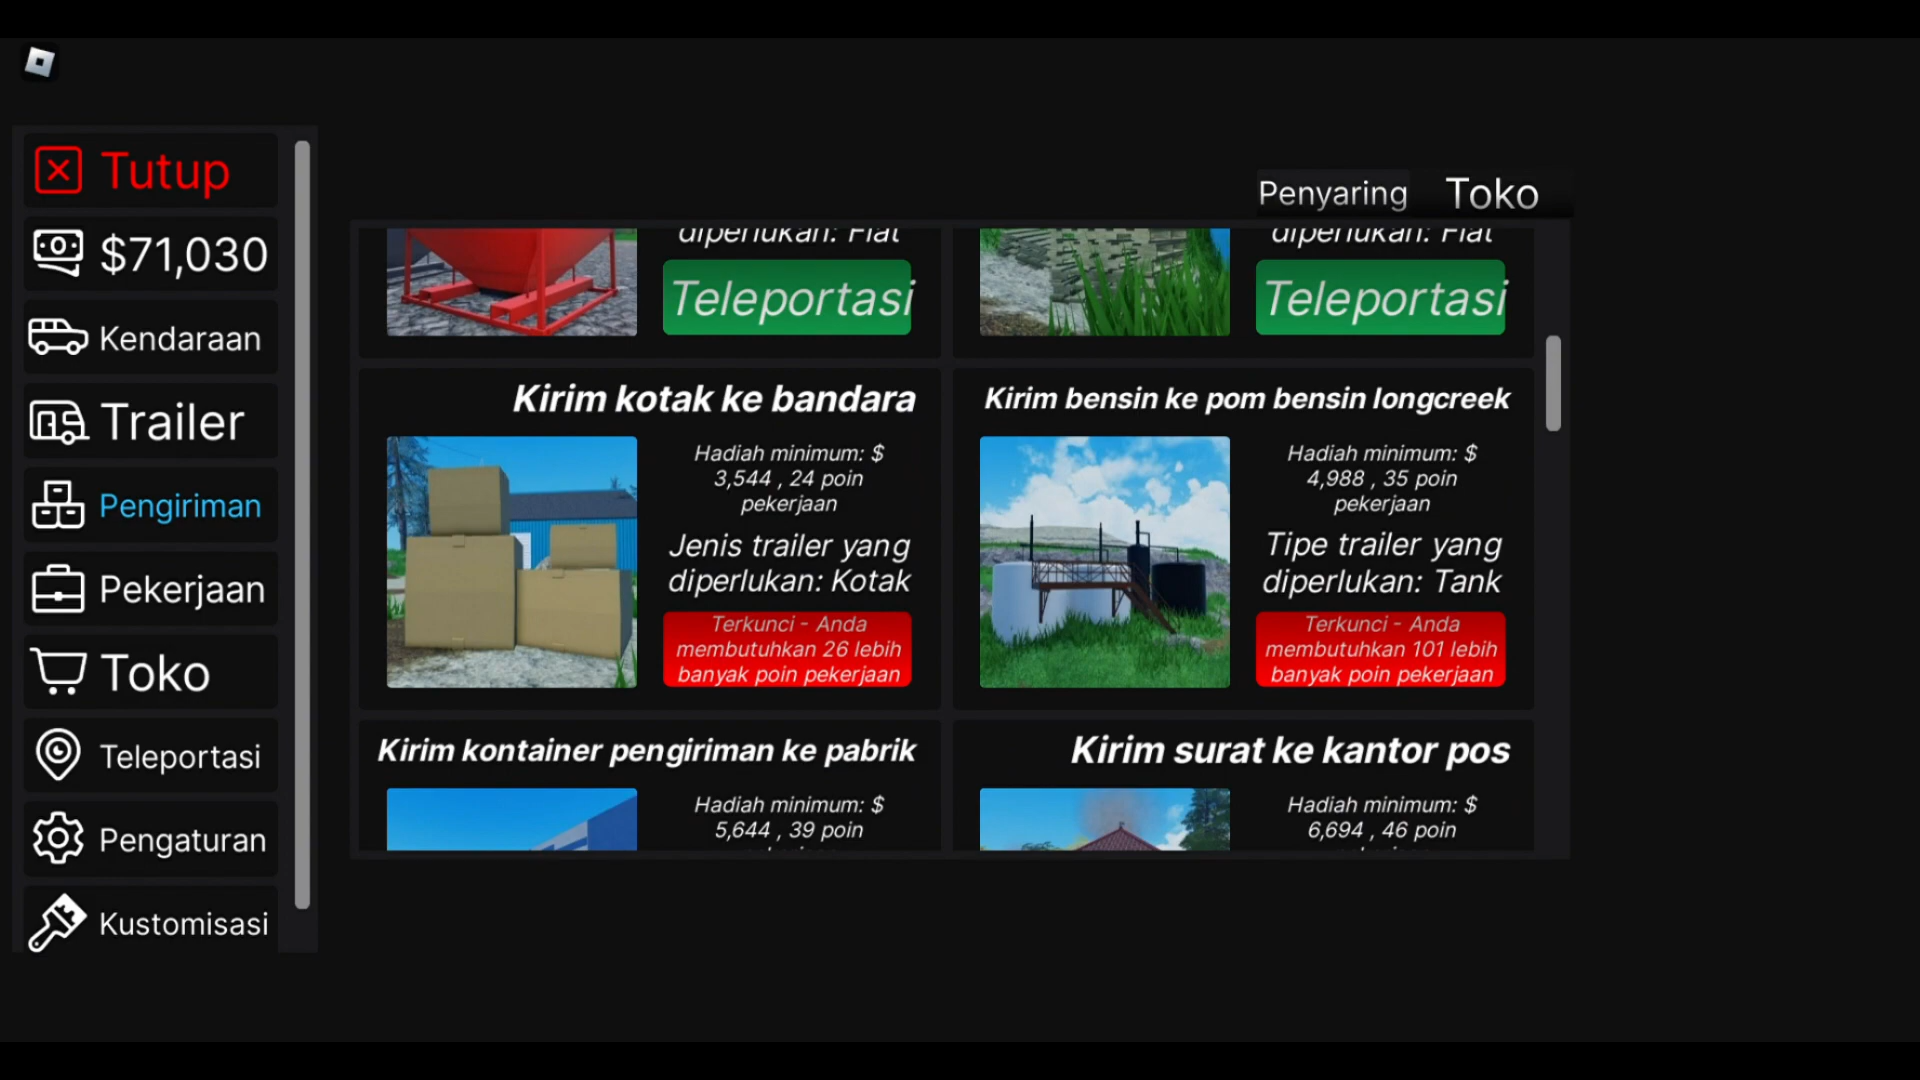 Tutup
$71,030
Kendaraan
Trailer
Pengiriman
Pekerjaan
Toko
Teleportasi
Pengaturan
Kustomisasi
Penyaring
Toko
diperlukan: Flat
Teleportasi
diperlukan: Flat
Teleportasi
Kirim kotak ke bandara
Hadiah minimum: $
3,544 , 24 poin
pekerjaan
Jenis trailer yang
diperlukan: Kotak
Terkunci - Anda
membutuhkan 26 lebih
banyak poin pekerjaan
Kirim bensin ke pom bensin longcreek
Hadiah minimum: $
4,988 , 35 poin
pekerjaan
Tipe trailer yang
diperlukan: Tank
Terkunci - Anda
membutuhkan 101 lebih
banyak poin pekerjaan
Kirim kontainer pengiriman ke pabrik
Hadiah minimum: $
5,644 , 39 poin
Kirim surat ke kantor pos
Hadiah minimum: $
6,694 , 46 poin